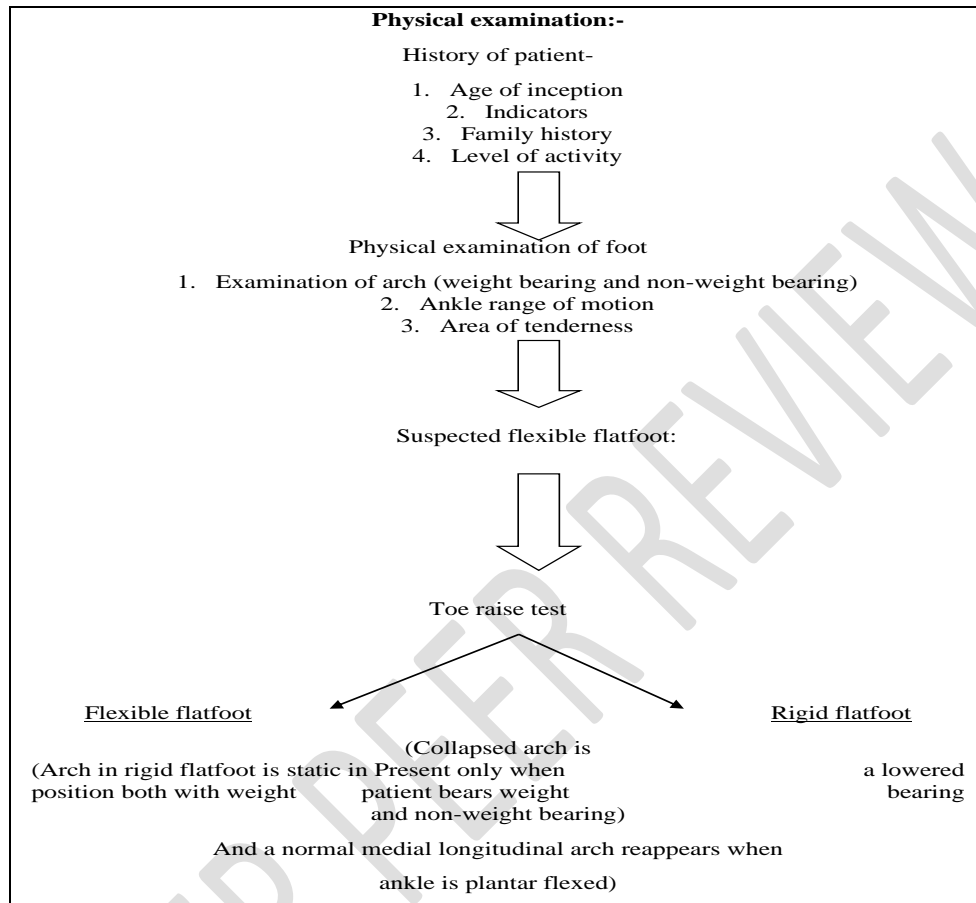 Physical examination:-
History of patient-
1. Age of inception
2. Indicators
3. Family history
4. Level of activity
Physical examination of foot
1. Examination of arch (weight bearing and non-weight bearing)
2. Ankle range of motion
3. Area of tenderness
Suspected flexible flatfoot:
Toe raise test
Flexible flatfoot Rigid flatfoot
(Collapsed arch is
(Arch in rigid flatfoot is static in Present only when a lowered
position both with weight patient bears weight bearing
and non-weight bearing)
And a normal medial longitudinal arch reappears when
ankle is plantar flexed)
PEER REVIEW